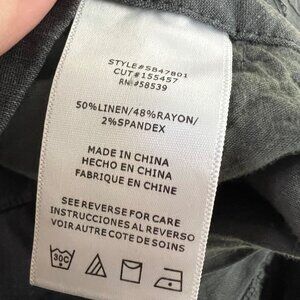 STYLE#SB47801
CUT#155457
RN#58539
50%LINEN/48%RAYON/
2%SPANDEX
MADE IN CHINA
HECHO EN CHINA
FABRIQUE EN CHINE
SEE REVERSE FOR CARE
INSTRUCCIONES AL REVERSO
VOIR AUTRE COTE DE SOINS
30C